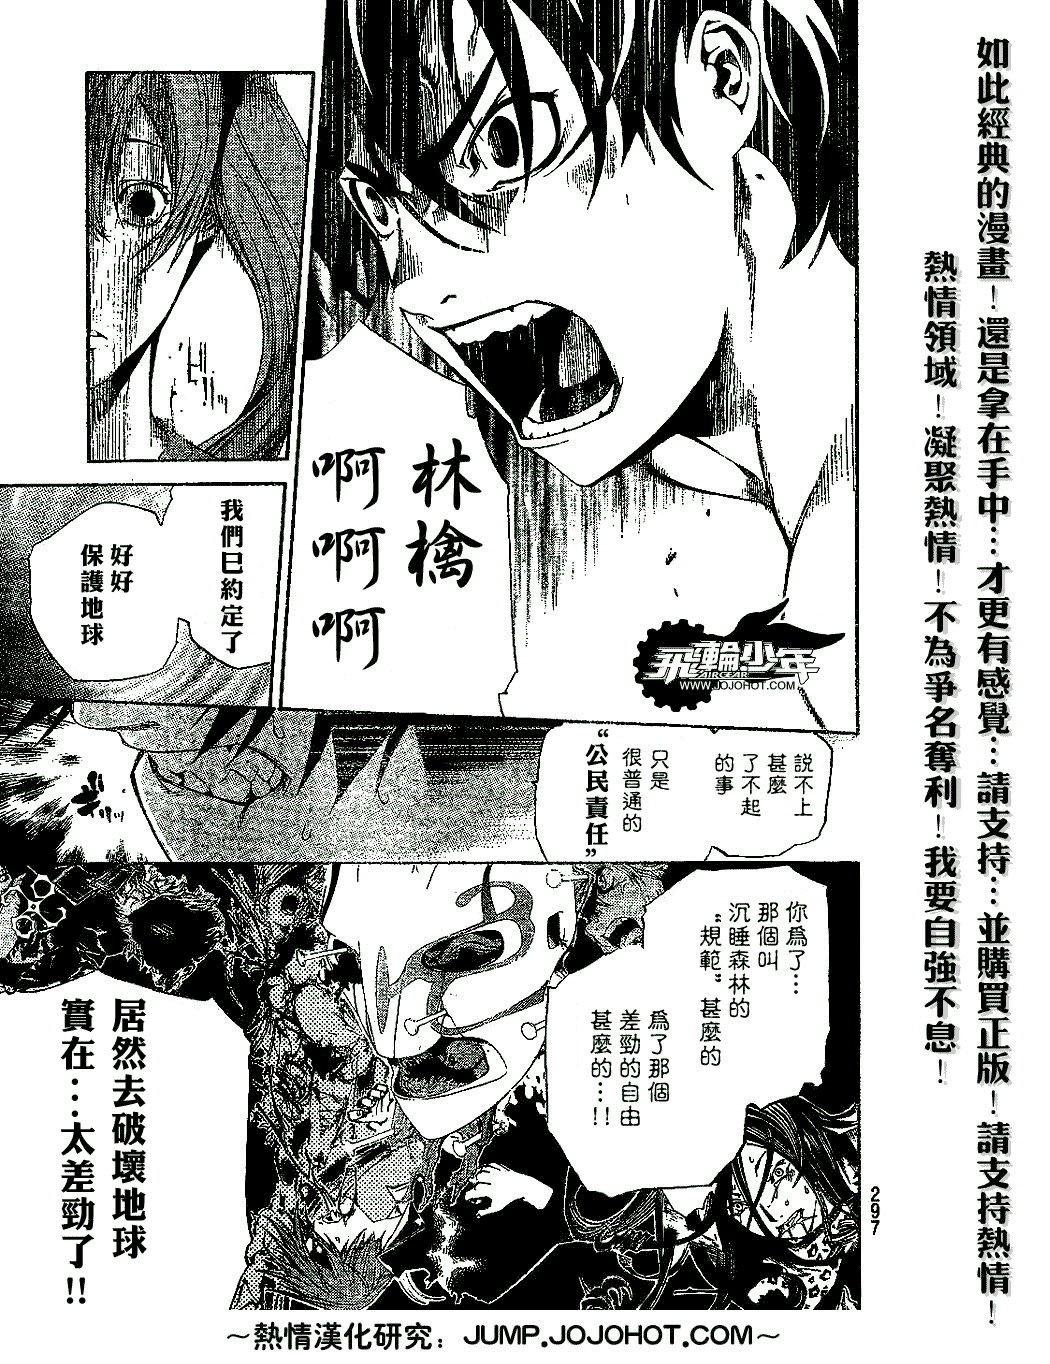 如此經典的漫畫！還是拿在手中…才更有感覺…請支持…並購買正版！請支持熱情！
熱情領域！凝聚熱情！不為爭名奪利！我要自強不息！
林檎
啊啊啊
飛輪少年
AIRGEAR
WWW.JOJOHOT.COM
我們已約定了
好好
保護地球
說不上
甚麼
了不起
的事
只是
很普通的
“公民責任”
你爲了…
那個叫
沉睡森林的
“規範”甚麼的
爲了那個
差勁的自由
甚麼的…!!
居然去破壞地球
實在…太差勁了!!
297
～熱情漢化研究：JUMP.JOJOHOT.COM～